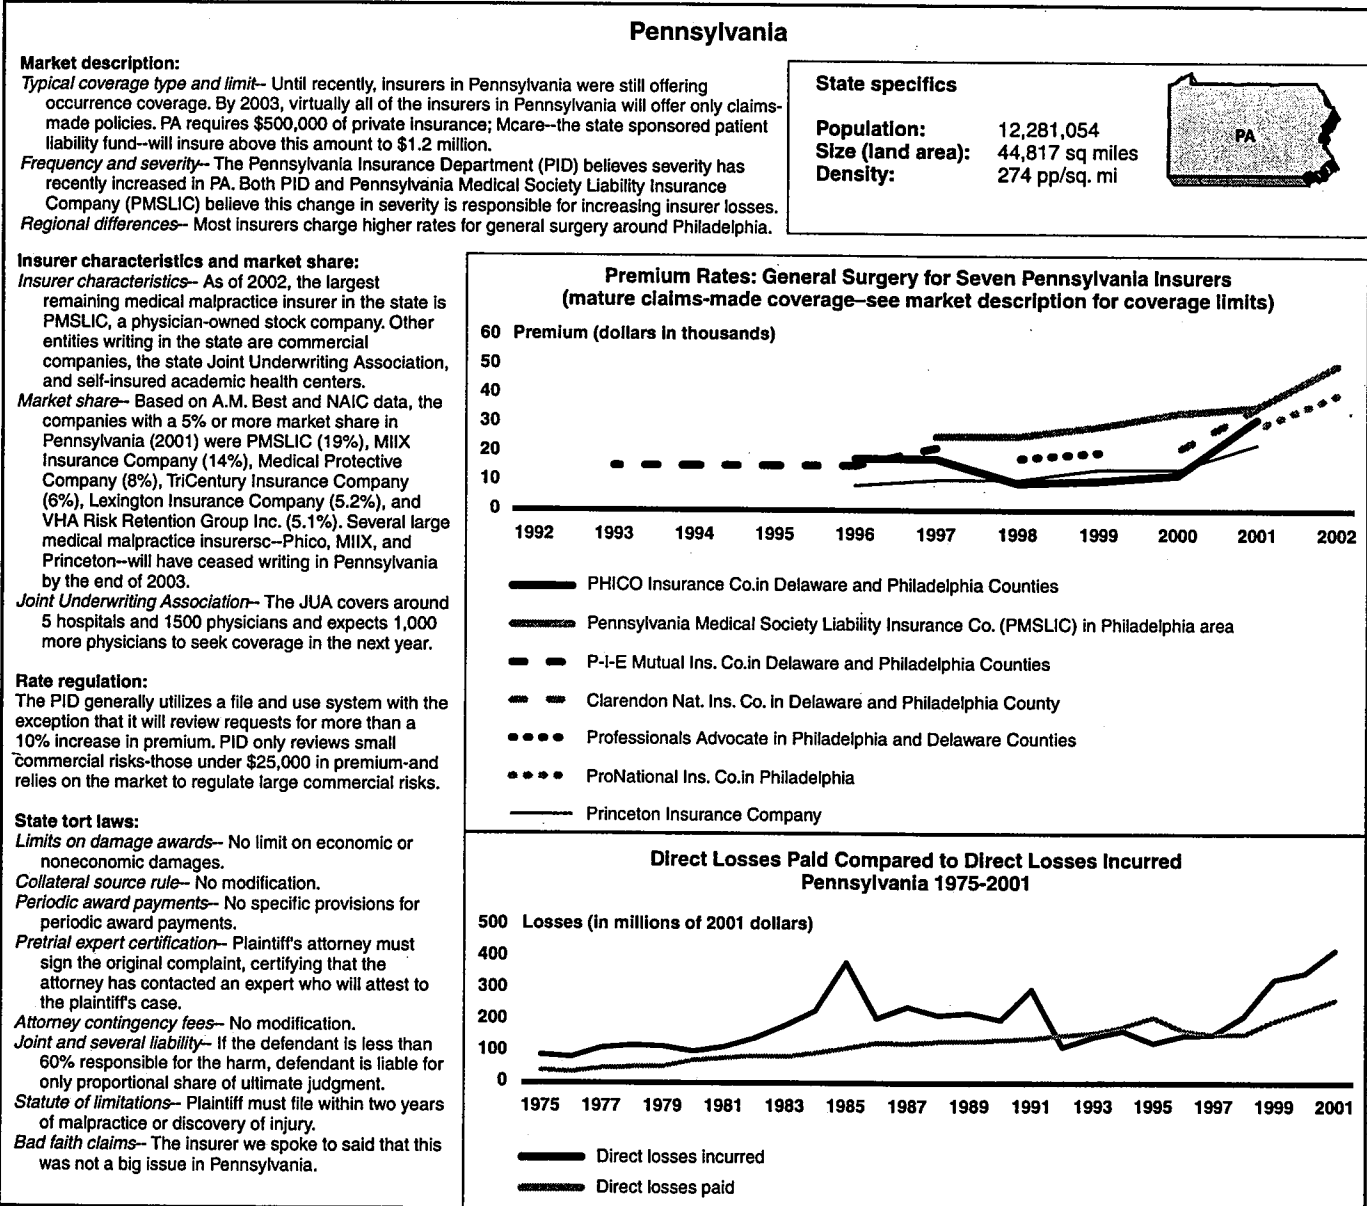 Pennsylvania
Market description:
Typical coverage type and limit-- Until recently, insurers in Pennsylvania were still offering
occurrence coverage. By 2003, virtually all of the insurers in Pennsylvania will offer only claims-
made policies. PA requires $500,000 of private insurance; Mcare--the state sponsored patient
liability fund--will insure above this amount to $1.2 million.
Frequency and severity-- The Pennsylvania Insurance Department (PID) believes severity has
recently increased in PA. Both PID and Pennsylvania Medical Society Liability Insurance
Company (PMSLIC) believe this change in severity is responsible for increasing insurer losses.
Regional differences-- Most insurers charge higher rates for general surgery around Philadelphia.
State specifics
Population: 12,281,054
Size (land area): 44,817 sq miles
Density: 274 pp/sq. mi
PA
Insurer characteristics and market share:
Insurer characteristics-- As of 2002, the largest
remaining medical malpractice insurer in the state is
PMSLIC, a physician-owned stock company. Other
entities writing in the state are commercial
companies, the state Joint Underwriting Association,
and self-insured academic health centers.
Market share-- Based on A.M. Best and NAIC data, the
companies with a 5% or more market share in
Pennsylvania (2001) were PMSLIC (19%), MIIX
Insurance Company (14%), Medical Protective
Company (8%), TriCentury Insurance Company
(6%), Lexington Insurance Company (5.2%), and
VHA Risk Retention Group Inc. (5.1%). Several large
medical malpractice insurersc--Phico, MIIX, and
Princeton--will have ceased writing in Pennsylvania
by the end of 2003.
Joint Underwriting Association-- The JUA covers around
5 hospitals and 1500 physicians and expects 1,000
more physicians to seek coverage in the next year.
Rate regulation:
The PID generally utilizes a file and use system with the
exception that it will review requests for more than a
10% increase in premium. PID only reviews small
commercial risks-those under $25,000 in premium-and
relies on the market to regulate large commercial risks.
State tort laws:
Limits on damage awards-- No limit on economic or
noneconomic damages.
Collateral source rule-- No modification.
Periodic award payments-- No specific provisions for
periodic award payments.
Pretrial expert certification-- Plaintiff's attorney must
sign the original complaint, certifying that the
attorney has contacted an expert who will attest to
the plaintiff's case.
Attorney contingency fees-- No modification.
Joint and several liability-- If the defendant is less than
60% responsible for the harm, defendant is liable for
only proportional share of ultimate judgment.
Statute of limitations-- Plaintiff must file within two years
of malpractice or discovery of injury.
Bad faith claims-- The insurer we spoke to said that this
was not a big issue in Pennsylvania.
Premium Rates: General Surgery for Seven Pennsylvania Insurers
(mature claims-made coverage–see market description for coverage limits)
60 Premium (dollars in thousands)
50
40
30
20
10
0
1992 1993 1994 1995 1996 1997 1998 1999 2000 2001 2002
PHICO Insurance Co.in Delaware and Philadelphia Counties
Pennsylvania Medical Society Liability Insurance Co. (PMSLIC) in Philadelphia area
P-I-E Mutual Ins. Co.in Delaware and Philadelphia Counties
Clarendon Nat. Ins. Co. in Delaware and Philadelphia County
Professionals Advocate in Philadelphia and Delaware Counties
ProNational Ins. Co.in Philadelphia
Princeton Insurance Company
Direct Losses Paid Compared to Direct Losses Incurred
Pennsylvania 1975-2001
500 Losses (in millions of 2001 dollars)
400
300
200
100
0
1975 1977 1979 1981 1983 1985 1987 1989 1991 1993 1995 1997 1999 2001
Direct losses incurred
Direct losses paid